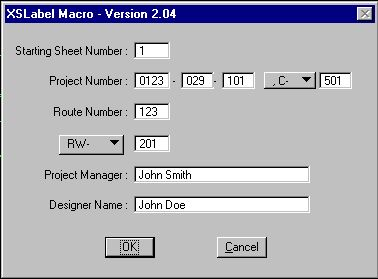 XSLabel Macro - Version 2.04
Starting Sheet Number : 1
Project Number : 0123 - 029 - 101 , C- 501
Route Number : 123
RW- 201
Project Manager : John Smith
Designer Name : John Doe
OK Cancel